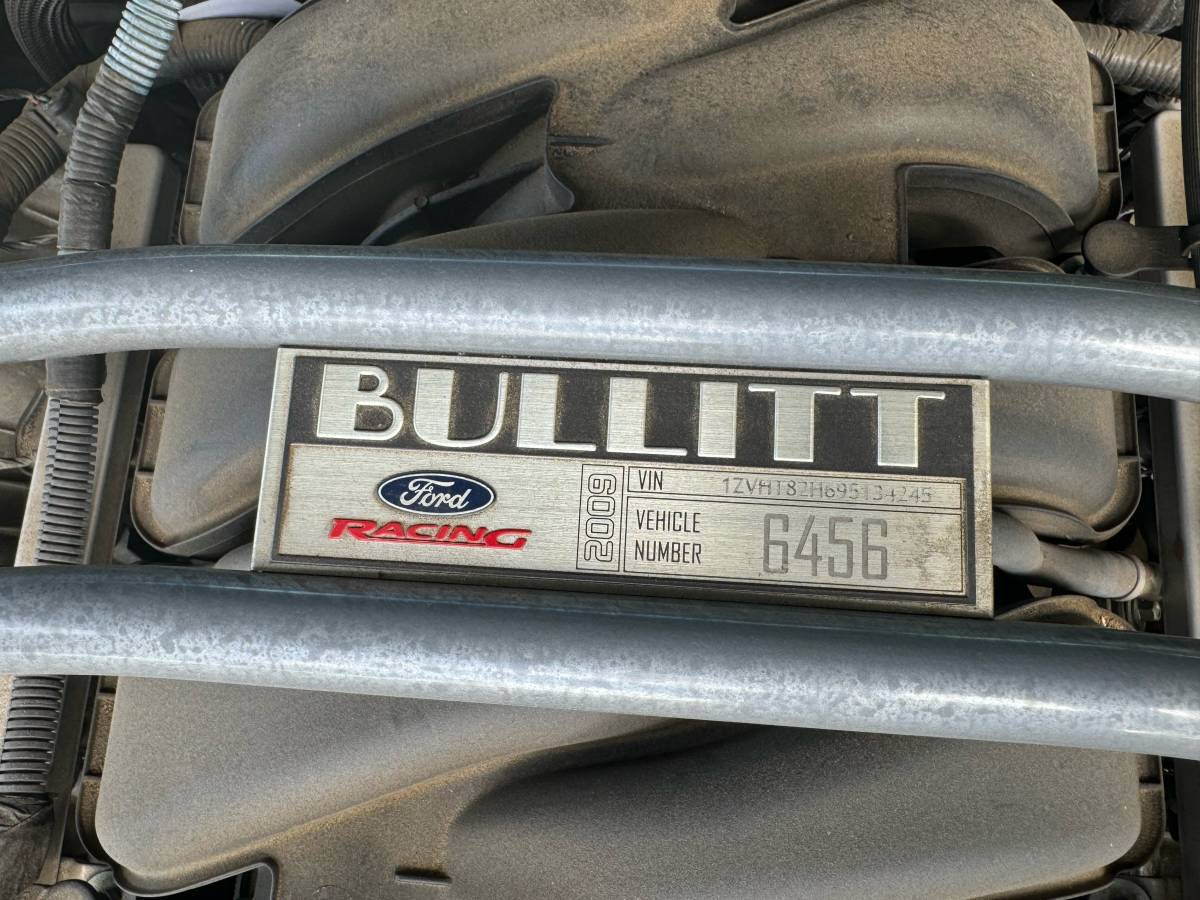 BULLITT
Ford
RACING
2009
VIN 1ZVHT82H695134245
VEHICLE
NUMBER
6456